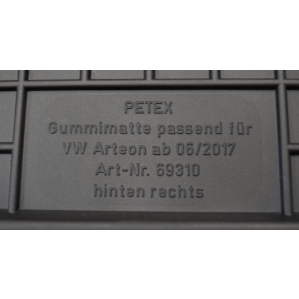 PETEX
Gummimatte passend für
VW Arteon ab 06/2017
Art-Nr. 69310
hinten rechts